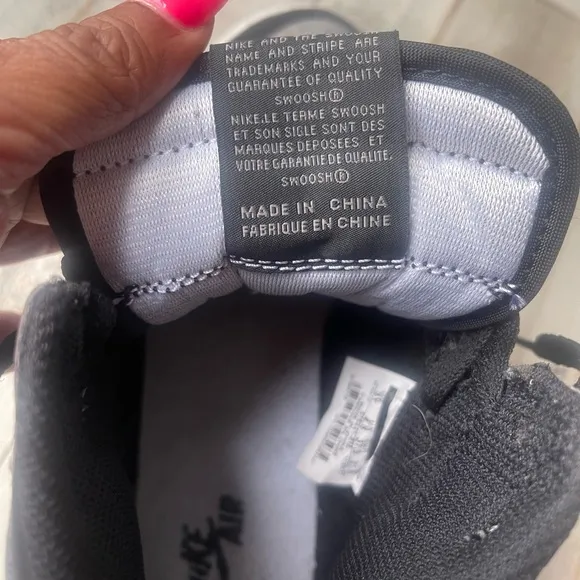 NIKE AND THE SWOOSH
NAME AND STRIPE ARE
TRADEMARKS AND YOUR
GUARANTEE OF QUALITY
SWOOSH®
NIKE.LE TERME SWOOSH
ET SON SIGLE SONT DES
MARQUES DEPOSEES ET
VOTRE GARANTIE DE QUALITE.
SWOOSH®
MADE IN CHINA
FABRIQUE EN CHINE
NIKE
AIR